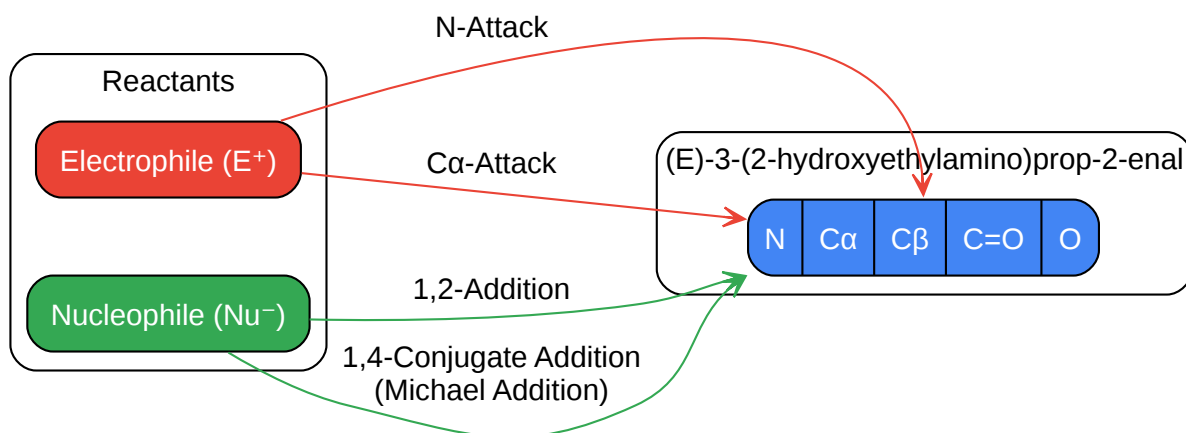 N-Attack
Reactants
Electrophile (E⁺)
Cα-Attack
(E)-3-(2-hydroxyethylamino)prop-2-enal
N
Cα
Cβ
C=O
O
Nucleophile (Nu⁻)
1,2-Addition
1,4-Conjugate Addition
(Michael Addition)